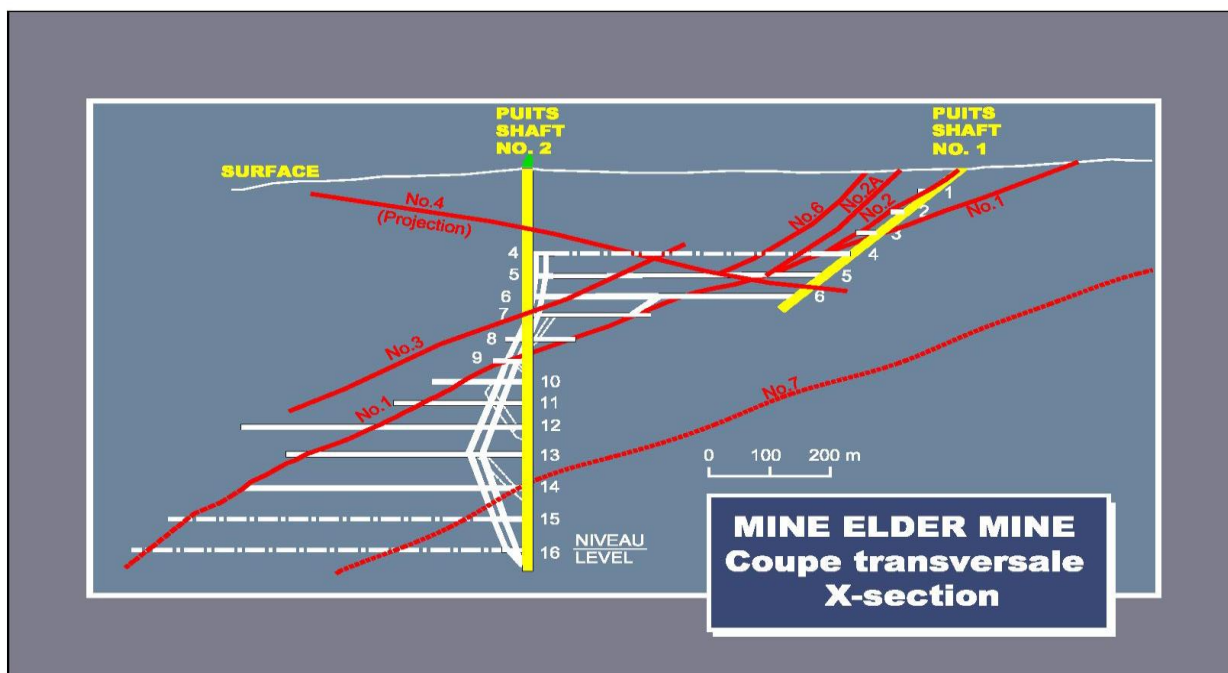 PUITS
SHAFT
NO. 2
PUITS
SHAFT
NO. 1
SURFACE
No.4
(Projection)
No.6
No.2A
No.2
No.1
1
2
3
4
4
5
5
6
6
7
8
9
No.3
No.1
No.7
10
11
12
13
14
15
16
NIVEAU
LEVEL
0 100 200 m
MINE ELDER MINE
Coupe transversale
X-section